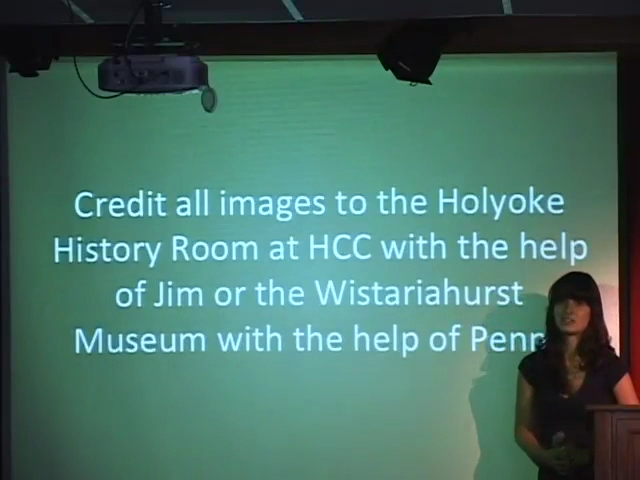 Credit all images to the Holyoke
History Room at HCC with the help
of Jim or the Wistariahurst
Museum with the help of